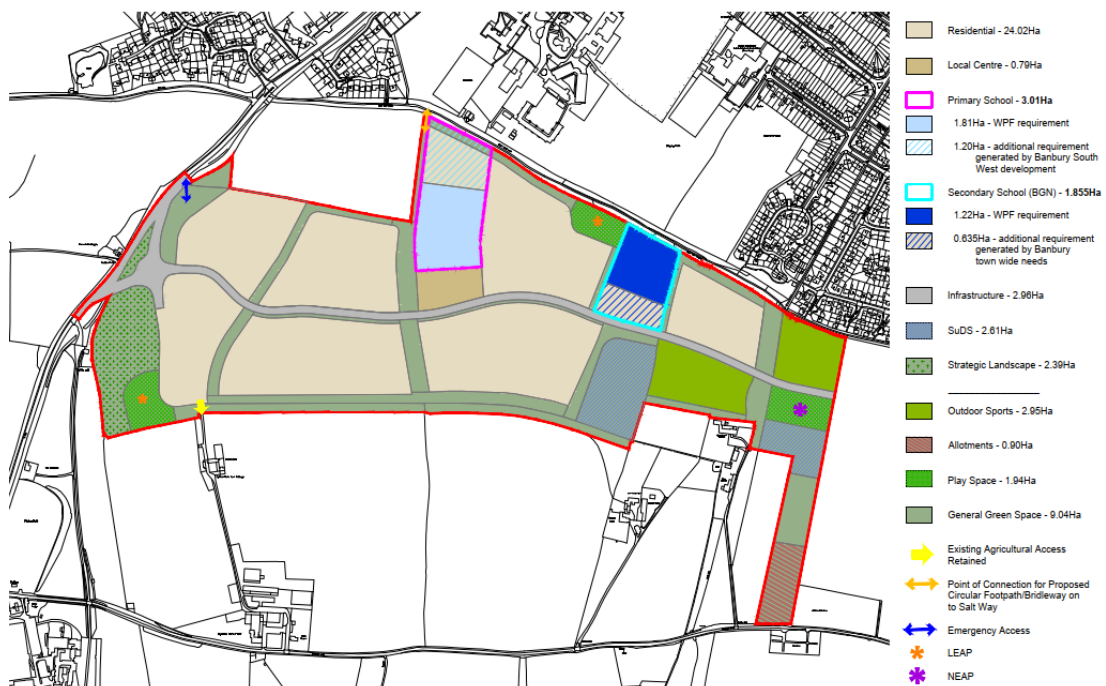 Residential - 24.02Ha
Local Centre - 0.79Ha
Primary School - 3.01Ha
1.81Ha - WPF requirement
1.20Ha - additional requirement
generated by Banbury South
West development
Secondary School (BGN) - 1.855Ha
1.22Ha - WPF requirement
0.635Ha - additional requirement
generated by Banbury
town wide needs
Infrastructure - 2.96Ha
SuDS - 2.61Ha
Strategic Landscape - 2.39Ha
Outdoor Sports - 2.95Ha
Allotments - 0.90Ha
Play Space - 1.94Ha
General Green Space - 9.04Ha
Existing Agricultural Access
Retained
Point of Connection for Proposed
Circular Footpath/Bridleway on
to Salt Way
Emergency Access
LEAP
NEAP